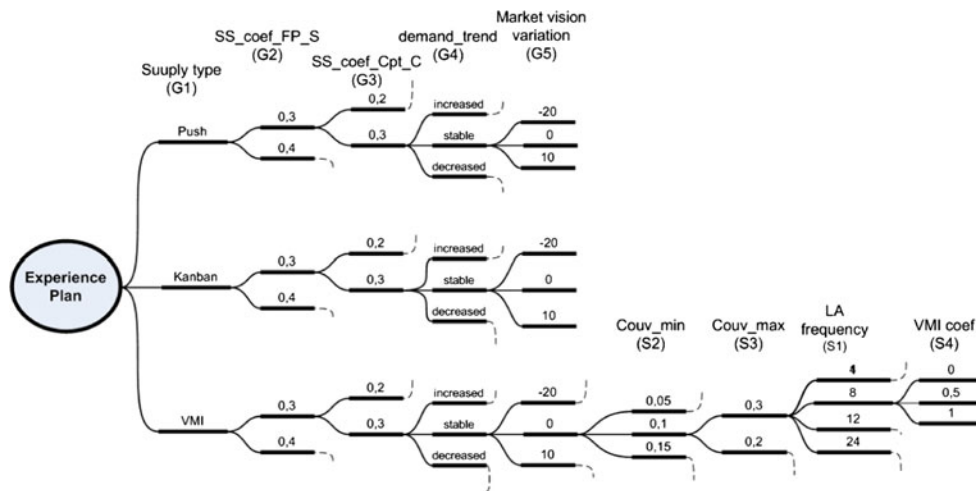 Market vision
variation
(G5)
SS_coef_FP_S
(G2)
demand_trend
(G4)
SS_coef_Cpt_C
(G3)
Suuply type
(G1)
0,2
0,3
increased
-20
Push
0,3
stable
0
0,4
decreased
10
0,2
increased
-20
Experience
Plan
Kanban
0,3
0,3
stable
0
0,4
decreased
10
Couv_min
(S2)
Couv_max
(S3)
LA
frequency
(S1)
VMI coef
(S4)
0,2
increased
-20
0,05
0,3
8
0
0,5
VMI
0,3
0,3
stable
0
0,1
12
1
0,4
decreased
10
0,15
0,2
24